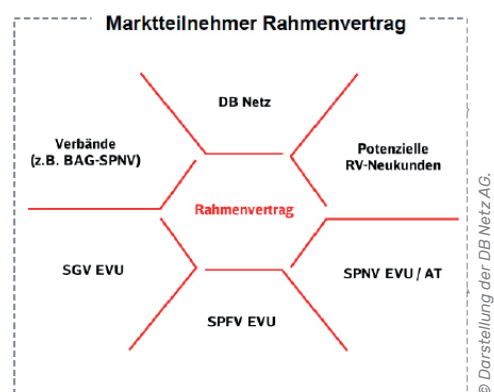 Marktteilnehmer Rahmenvertrag
DB Netz
Verbände
(z.B. BAG-SPNV)
Potenzielle
RV-Neukunden
Rahmenvertrag
SGV EVU
SPNV EVU / AT
SPFV EVU
© Darstellung der DB Netz AG.